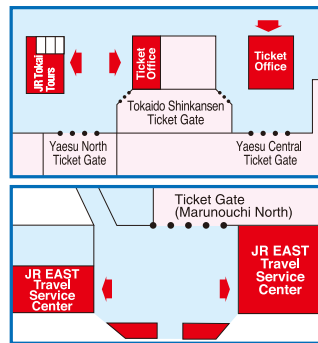 JR Tokai
Tours
Ticket
Office
Ticket
Office
Tokaido Shinkansen
Ticket Gate
Yaesu North
Ticket Gate
Yaesu Central
Ticket Gate
Ticket Gate
(Marunouchi North)
JR EAST
Travel
Service
Center
JR EAST
Travel
Service
Center